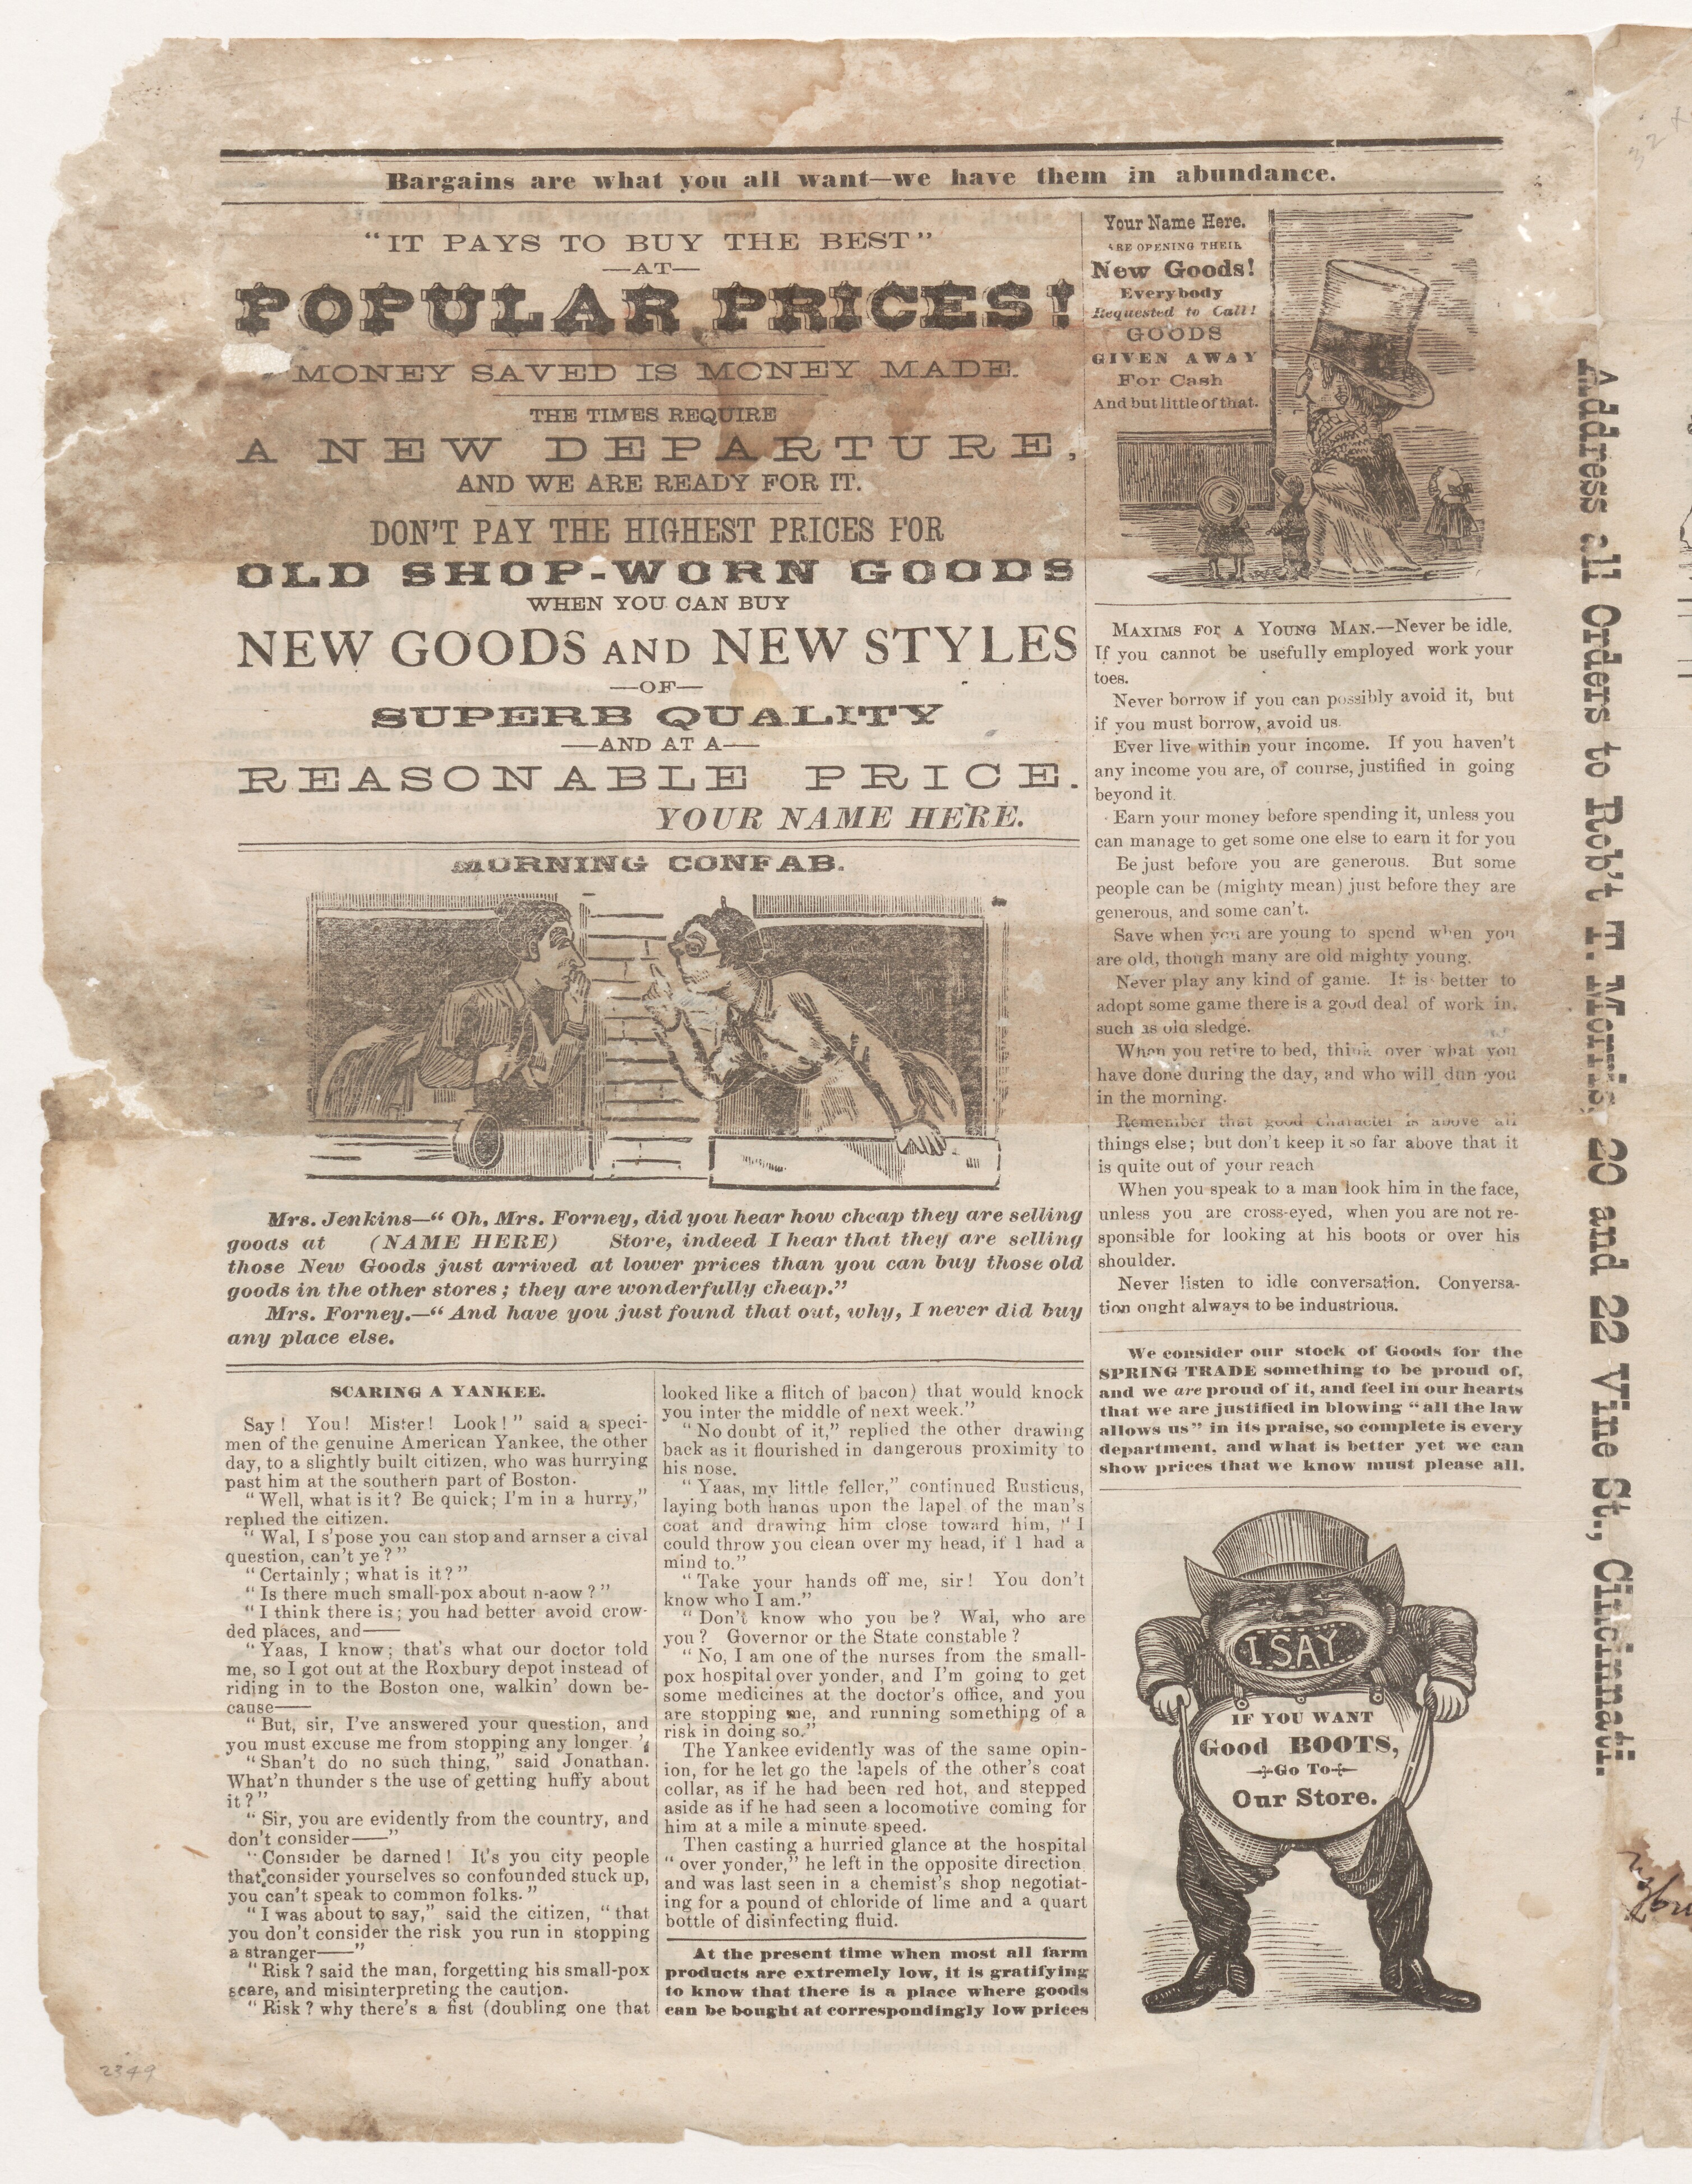 Bargains are what you all want—we have them in abundance.
"IT PAYS TO BUY THE BEST"
—AT—
POPULAR PRICES!
MONEY SAVED IS MONEY MADE.
THE TIMES REQUIRE
A NEW DEPARTURE,
AND WE ARE READY FOR IT.
DON'T PAY THE HIGHEST PRICES FOR
OLD SHOP-WORN GOODS
WHEN YOU CAN BUY
NEW GOODS AND NEW STYLES
—OF—
SUPERB QUALITY
—AND AT A—
REASONABLE PRICE.
YOUR NAME HERE.
MORNING CONFAB.
Mrs. Jenkins—"Oh, Mrs. Forney, did you hear how cheap they are selling
goods at (NAME HERE) Store, indeed I hear that they are selling
those New Goods just arrived at lower prices than you can buy those old
goods in the other stores; they are wonderfully cheap."
Mrs. Forney.—"And have you just found that out, why, I never did buy
any place else.
SCARING A YANKEE.
Say! You! Mister! Look!" said a speci-
men of the genuine American Yankee, the other
day, to a slightly built citizen, who was hurrying
past him at the southern part of Boston.
"Well, what is it? Be quick; I'm in a hurry,"
replied the citizen.
"Wal, I s'pose you can stop and arnser a cival
question, can't ye?"
"Certainly; what is it?"
"Is there much small-pox about n-aow?"
"I think there is; you had better avoid crow-
ded places, and——
"Yaas, I know; that's what our doctor told
me, so I got out at the Roxbury depot instead of
riding in to the Boston one, walkin' down be-
cause——
"But, sir, I've answered your question, and
you must excuse me from stopping any longer.
"Shan't do no such thing," said Jonathan.
What'n thunder s the use of getting huffy about
it?"
"Sir, you are evidently from the country, and
don't consider——"
"Consider be darned! It's you city people
that consider yourselves so confounded stuck up,
you can't speak to common folks."
"I was about to say," said the citizen, "that
you don't consider the risk you run in stopping
a stranger——"
"Risk? said the man, forgetting his small-pox
scare, and misinterpreting the caution.
"Risk? why there's a fist (doubling one that
looked like a flitch of bacon) that would knock
you inter the middle of next week."
"No doubt of it," replied the other drawing
back as it flourished in dangerous proximity to
his nose.
"Yaas, my little feller," continued Rusticus,
laying both hands upon the lapel of the man's
coat and drawing him close toward him, "I
could throw you clean over my head, if I had a
mind to."
"Take your hands off me, sir! You don't
know who I am."
"Don't know who you be? Wal, who are
you? Governor or the State constable?
"No, I am one of the nurses from the small-
pox hospital over yonder, and I'm going to get
some medicines at the doctor's office, and you
are stopping me, and running something of a
risk in doing so."
The Yankee evidently was of the same opin-
ion, for he let go the lapels of the other's coat
collar, as if he had been red hot, and stepped
aside as if he had seen a locomotive coming for
him at a mile a minute speed.
Then casting a hurried glance at the hospital
"over yonder," he left in the opposite direction
and was last seen in a chemist's shop negotiat-
ing for a pound of chloride of lime and a quart
bottle of disinfecting fluid.
At the present time when most all farm
products are extremely low, it is gratifying
to know that there is a place where goods
can be bought at correspondingly low prices
Your Name Here.
ARE OPENING THEIR
New Goods!
Everybody
Requested to Call!
GOODS
GIVEN AWAY
For Cash
And but little of that.
MAXIMS FOR A YOUNG MAN.—Never be idle.
If you cannot be usefully employed work your
toes.
Never borrow if you can possibly avoid it, but
if you must borrow, avoid us.
Ever live within your income. If you haven't
any income you are, of course, justified in going
beyond it.
Earn your money before spending it, unless you
can manage to get some one else to earn it for you
Be just before you are generous. But some
people can be (mighty mean) just before they are
generous, and some can't.
Save when you are young to spend when you
are old, though many are old mighty young.
Never play any kind of game. It is better to
adopt some game there is a good deal of work in,
such as old sledge.
When you retire to bed, think over what you
have done during the day, and who will dun you
in the morning.
Remember that good character is above all
things else; but don't keep it so far above that it
is quite out of your reach
When you speak to a man look him in the face,
unless you are cross-eyed, when you are not re-
sponsible for looking at his boots or over his
shoulder.
Never listen to idle conversation. Conversa-
tion ought always to be industrious.
We consider our stock of Goods for the
SPRING TRADE something to be proud of,
and we are proud of it, and feel in our hearts
that we are justified in blowing "all the law
allows us" in its praise, so complete is every
department, and what is better yet we can
show prices that we know must please all.
I SAY
IF YOU WANT
Good BOOTS,
Go To
Our Store.
Address all Orders to Rob't T. Morris, 20 and 22 Vine St., Cincinnati.
2349
32